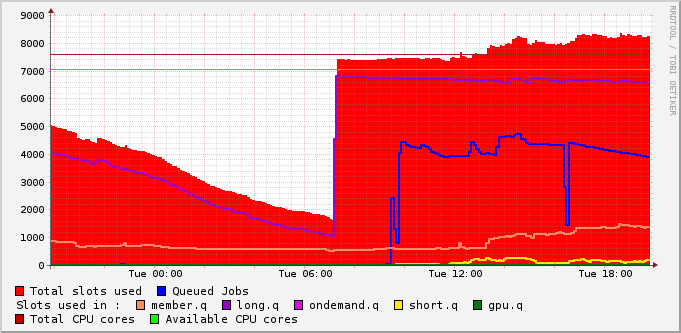 RRDTOOL / TOBI OETIKER
9000
8000
7000
6000
5000
4000
3000
2000
1000
0
Tue 00:00 Tue 06:00 Tue 12:00 Tue 18:00
Total slots used Queued Jobs
Slots used in : member.q long.q ondemand.q short.q gpu.q
Total CPU cores Available CPU cores